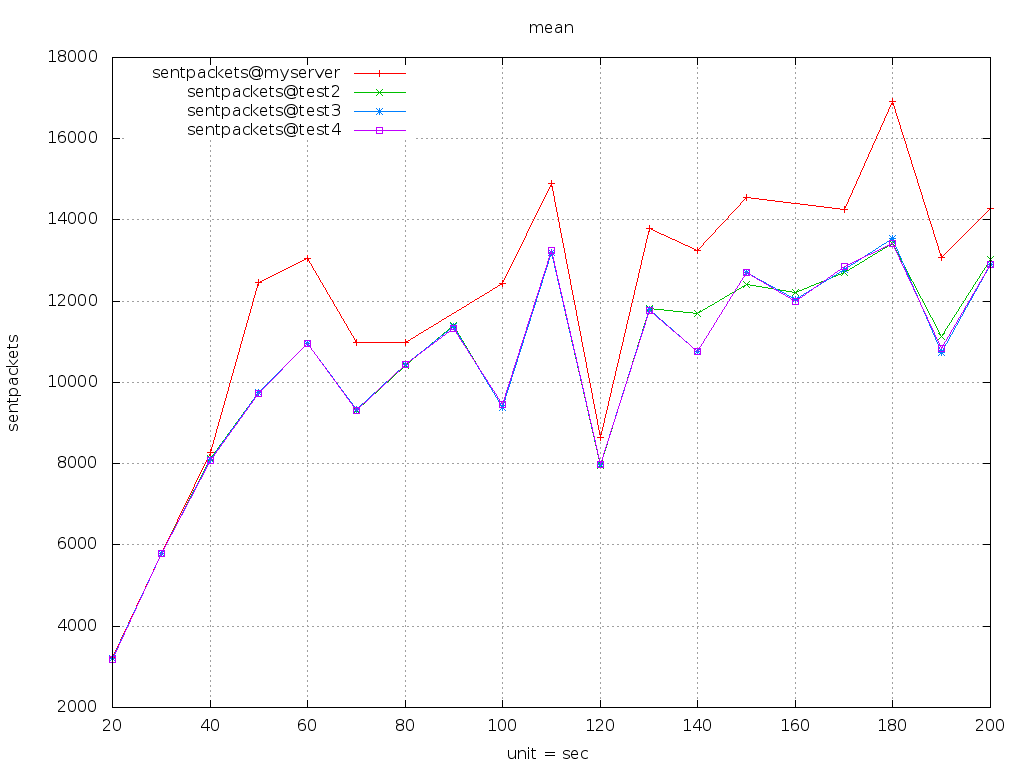 mean
18000
16000
14000
12000
10000
8000
6000
4000
2000
sentpackets@myserver
sentpackets@test2
sentpackets@test3
sentpackets@test4
sentpackets
20 40 60 80 100 120 140 160 180 200
unit = sec